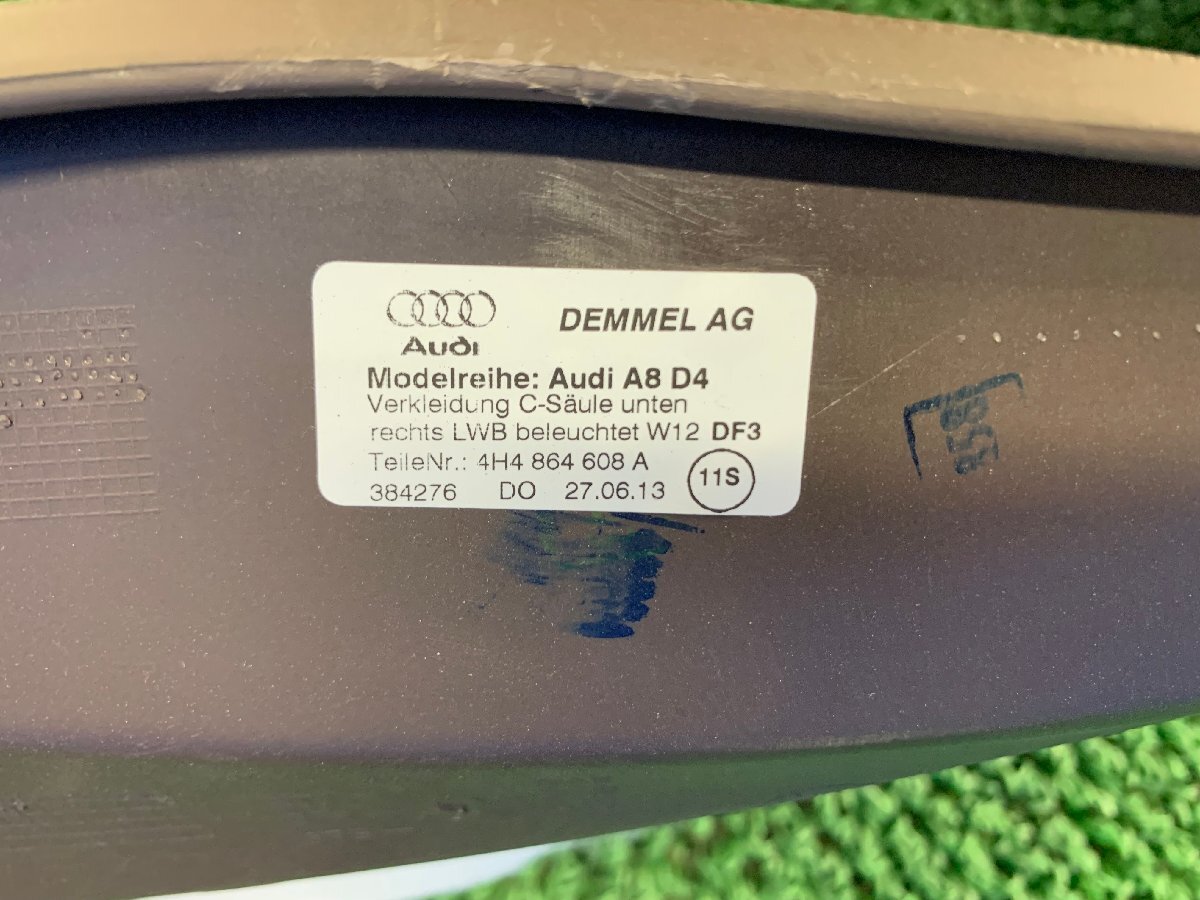 Audi
DEMMEL AG
Modelreihe: Audi A8 D4
Verkleidung C-Säule unten
rechts LWB beleuchtet W12 DF3
TeileNr.: 4H4 864 608 A
384276 DO 27.06.13 11S